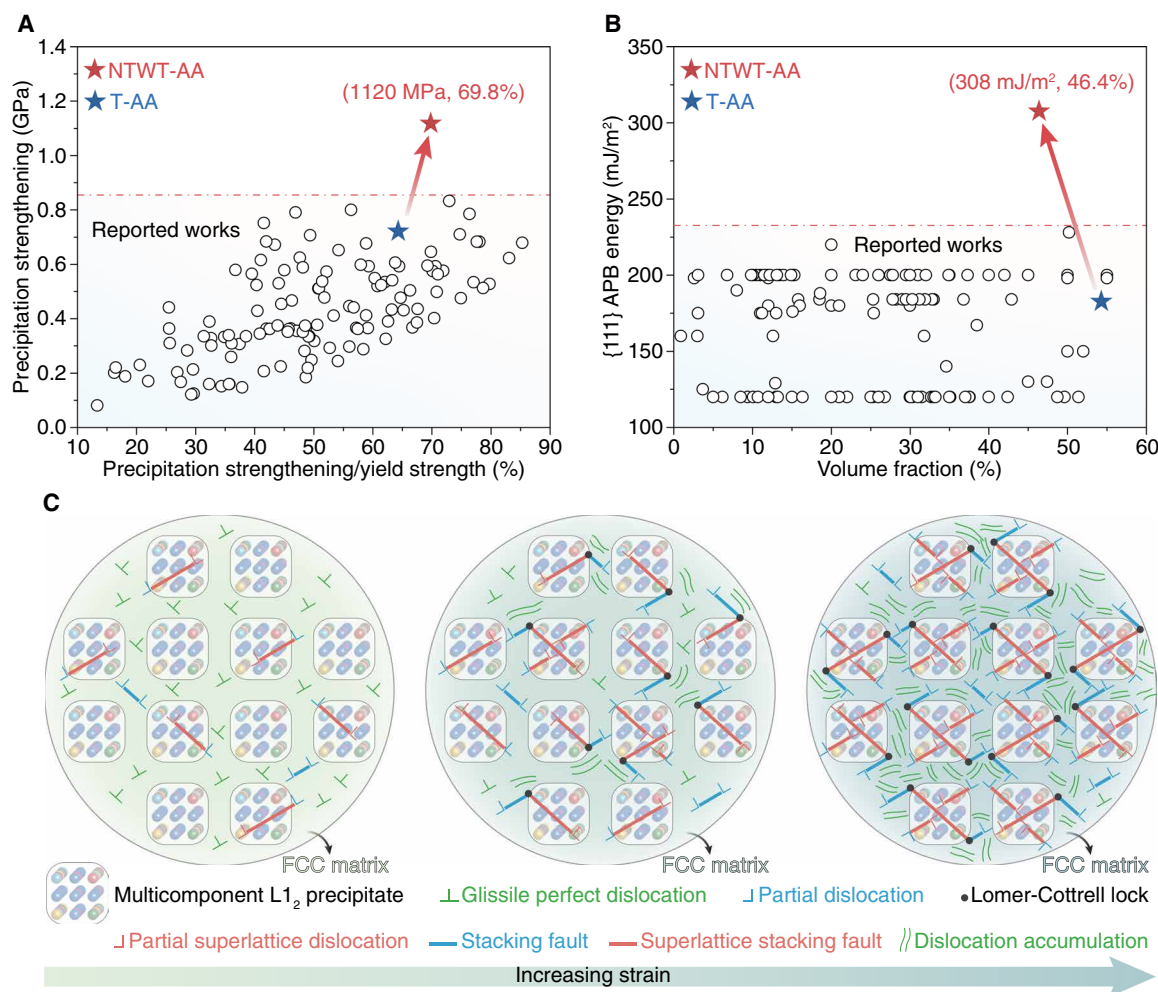 A
1.4
1.2
1.0
0.8
0.6
0.4
0.2
0.0
Precipitation strengthening (GPa)
NTWT-AA
T-AA
(1120 MPa, 69.8%)
Reported works
10 20 30 40 50 60 70 80 90
Precipitation strengthening/yield strength (%)
B
350
300
250
200
150
100
{111} APB energy (mJ/m²)
NTWT-AA
T-AA
(308 mJ/m², 46.4%)
Reported works
0 10 20 30 40 50 60
Volume fraction (%)
C
FCC matrix
FCC matrix
FCC matrix
Multicomponent L1₂ precipitate
Glissile perfect dislocation
Partial dislocation
Lomer-Cottrell lock
Partial superlattice dislocation
Stacking fault
Superlattice stacking fault
Dislocation accumulation
Increasing strain